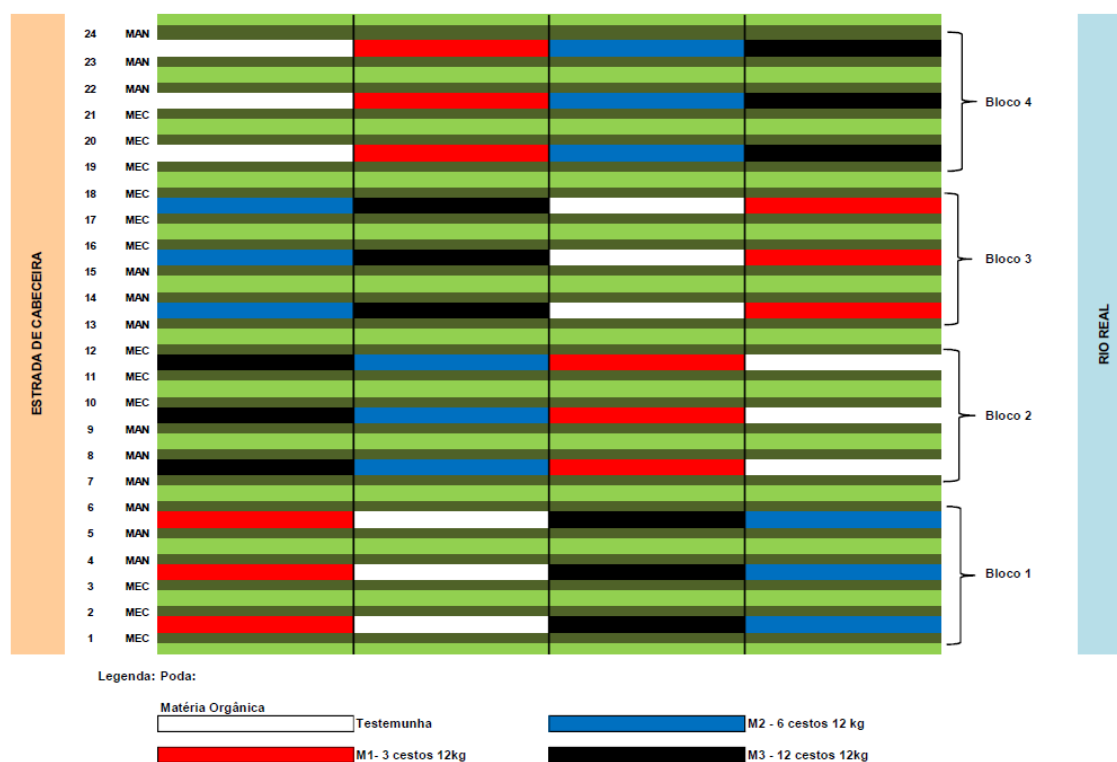 ESTRADA DE CABECEIRA
24 MAN
23 MAN
22 MAN
21 MEC
20 MEC
19 MEC
18 MEC
17 MEC
16 MEC
15 MAN
14 MAN
13 MAN
12 MEC
11 MEC
10 MEC
9 MAN
8 MAN
7 MAN
6 MAN
5 MAN
4 MAN
3 MEC
2 MEC
1 MEC
Bloco 4
Bloco 3
Bloco 2
Bloco 1
RIO REAL
Legenda: Poda:
Matéria Orgânica
Testemunha
M2 - 6 cestos 12 kg
M1- 3 cestos 12kg
M3 - 12 cestos 12kg